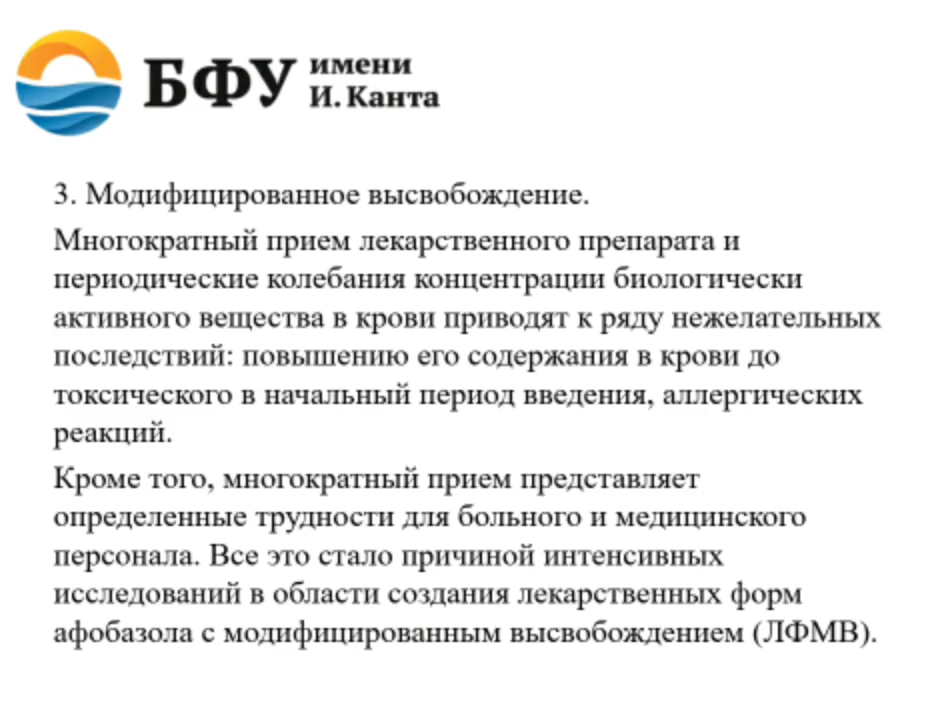 БФУ имени
И. Канта
3. Модифицированное высвобождение.
Многократный прием лекарственного препарата и
периодические колебания концентрации биологически
активного вещества в крови приводят к ряду нежелательных
последствий: повышению его содержания в крови до
токсического в начальный период введения, аллергических
реакций.
Кроме того, многократный прием представляет
определенные трудности для больного и медицинского
персонала. Все это стало причиной интенсивных
исследований в области создания лекарственных форм
афобазола с модифицированным высвобождением (ЛФМВ).